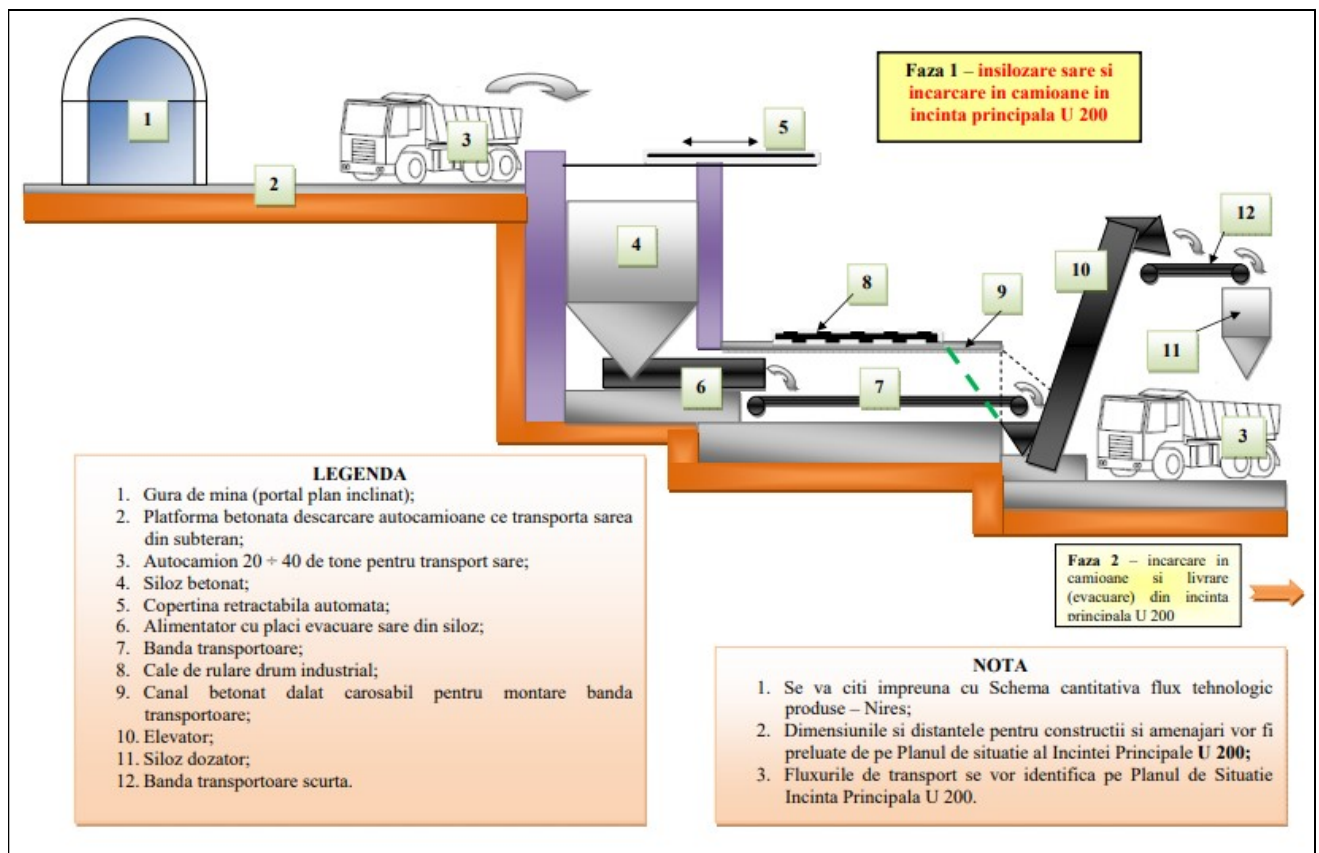 1
2
3
Faza 1 – insilozare sare si
incarcare in camioane in
incinta principala U 200
5
4
12
10
8
9
11
6
7
3
LEGENDA
1. Gura de mina (portal plan inclinat);
2. Platforma betonata descarcare autocamioane ce transporta sarea
din subteran;
3. Autocamion 20 ÷ 40 de tone pentru transport sare;
4. Siloz betonat;
5. Copertina retractabila automata;
6. Alimentator cu placi evacuare sare din siloz;
7. Banda transportoare;
8. Cale de rulare drum industrial;
9. Canal betonat dalat carosabil pentru montare banda
transportoare;
10. Elevator;
11. Siloz dozator;
12. Banda transportoare scurta.
Faza 2 – incarcare in
camioane si livrare
(evacuare) din incinta
principala U 200
NOTA
1. Se va citi impreuna cu Schema cantitativa flux tehnologic
produse – Nires;
2. Dimensiunile si distantele pentru constructii si amenajari vor fi
preluate de pe Planul de situatie al Incintei Principale U 200;
3. Fluxurile de transport se vor identifica pe Planul de Situatie
Incinta Principala U 200.